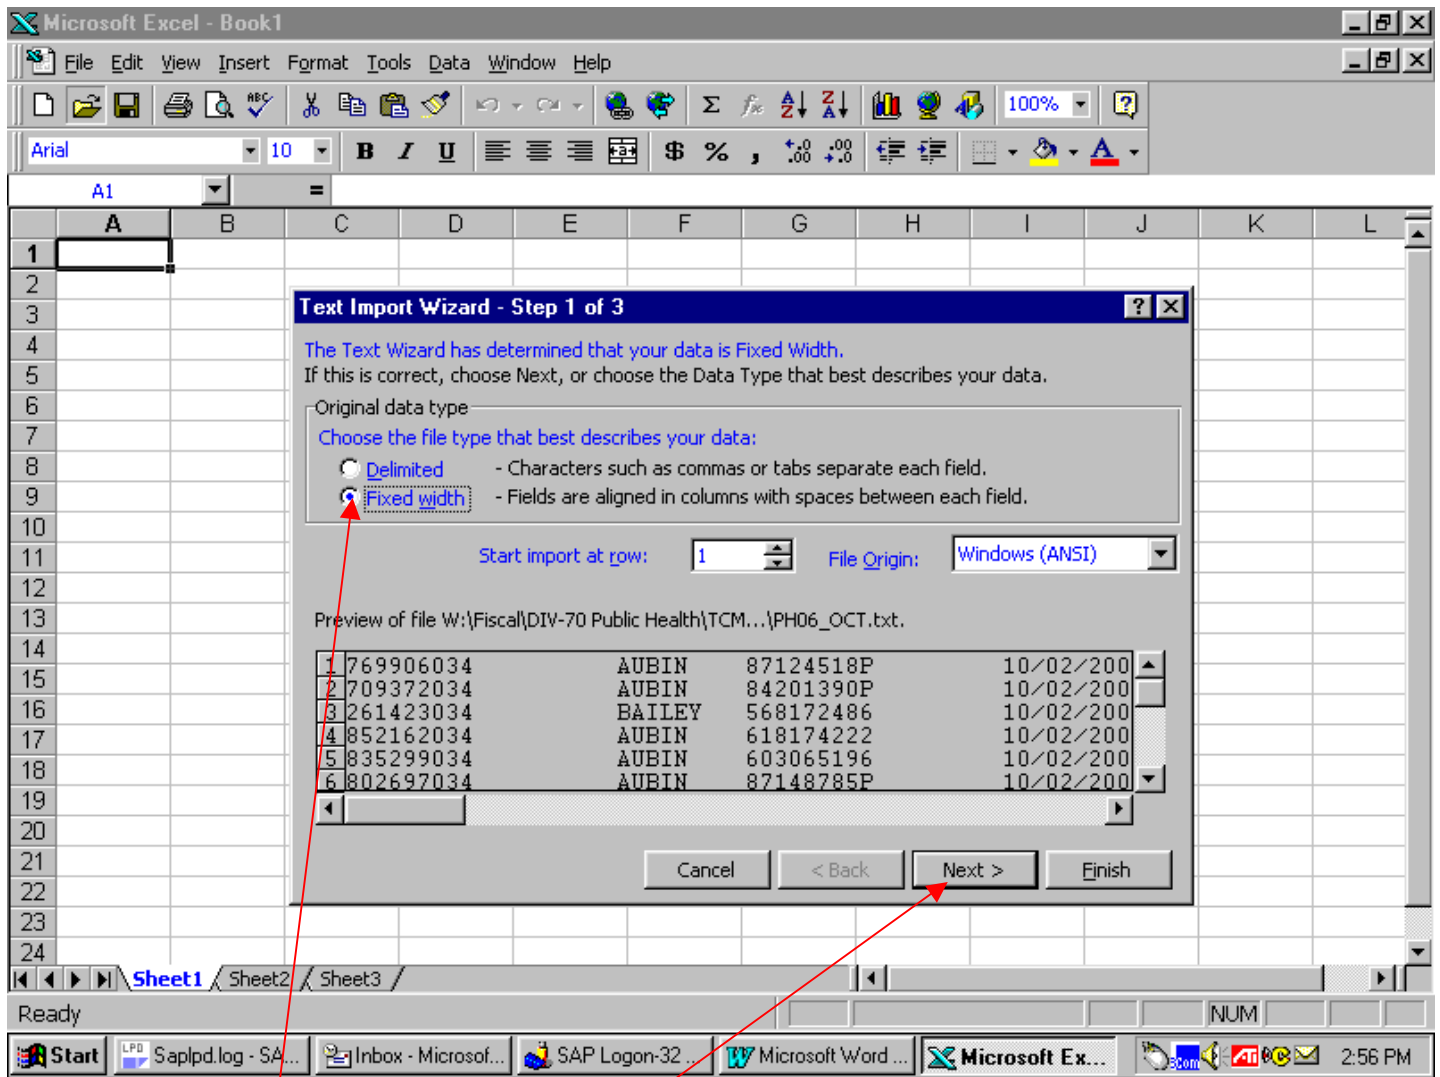 Microsoft Excel - Book1
File Edit View Insert Format Tools Data Window Help
ABC Σ fx A Z Z A 100% ?
Arial 10 B I U a $ % , .0 .00 .00 .0 A
A1 =
A B C D E F G H I J K L
1
2
3
4
5
6
7
8
9
10
11
12
13
14
15
16
17
18
19
20
21
22
23
24
Text Import Wizard - Step 1 of 3
The Text Wizard has determined that your data is Fixed Width.
If this is correct, choose Next, or choose the Data Type that best describes your data.
Original data type
Choose the file type that best describes your data:
Delimited - Characters such as commas or tabs separate each field.
Fixed width - Fields are aligned in columns with spaces between each field.
Start import at row: 1 File Origin: Windows (ANSI)
Preview of file W:\Fiscal\DIV-70 Public Health\TCM...\PH06_OCT.txt.
1 769906034 AUBIN 87124518P 10/02/200
2 709372034 AUBIN 84201390P 10/02/200
3 261423034 BAILEY 568172486 10/02/200
4 852162034 AUBIN 618174222 10/02/200
5 835299034 AUBIN 603065196 10/02/200
6 802697034 AUBIN 87148785P 10/02/200
Cancel < Back Next > Finish
Sheet1 Sheet2 Sheet3
Ready NUM
Start LPD Saplpd.log - SA... Inbox - Microsof... SAP Logon-32 ... Microsoft Word ... Microsoft Ex... 3Com ATI 2:56 PM